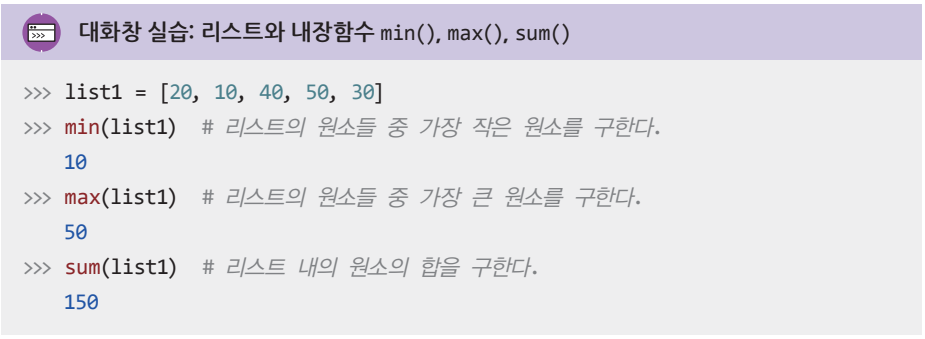 대화창 실습: 리스트와 내장함수 min(), max(), sum()
>>> list1 = [20, 10, 40, 50, 30]
>>> min(list1)  # 리스트의 원소들 중 가장 작은 원소를 구한다.
10
>>> max(list1)  # 리스트의 원소들 중 가장 큰 원소를 구한다.
50
>>> sum(list1)  # 리스트 내의 원소의 합을 구한다.
150